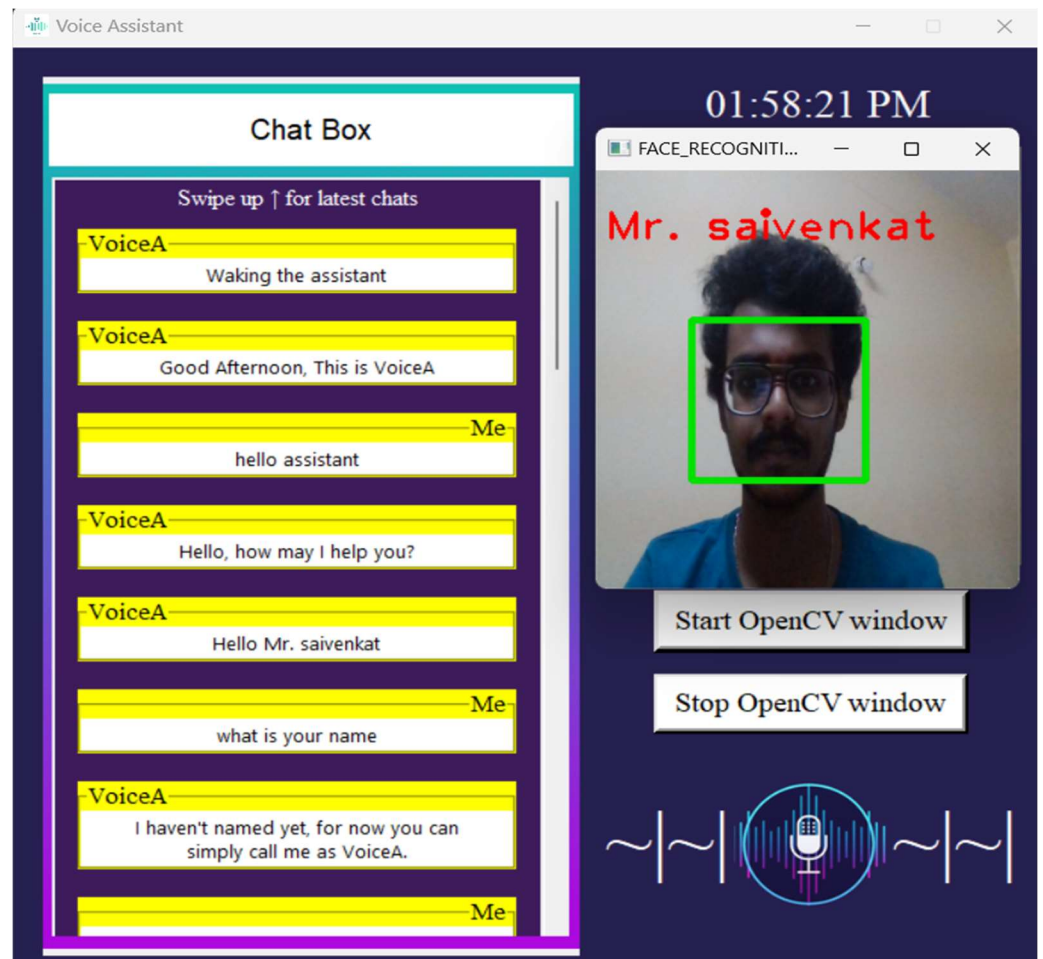 Voice Assistant
Chat Box
Swipe up ↑ for latest chats
VoiceA
Waking the assistant
VoiceA
Good Afternoon, This is VoiceA
Me
hello assistant
VoiceA
Hello, how may I help you?
VoiceA
Hello Mr. saivenkat
Me
what is your name
VoiceA
I haven't named yet, for now you can
simply call me as VoiceA.
Me
01:58:21 PM
FACE_RECOGNITI...
Mr. saivenkat
Start OpenCV window
Stop OpenCV window
~|~| ~|~|